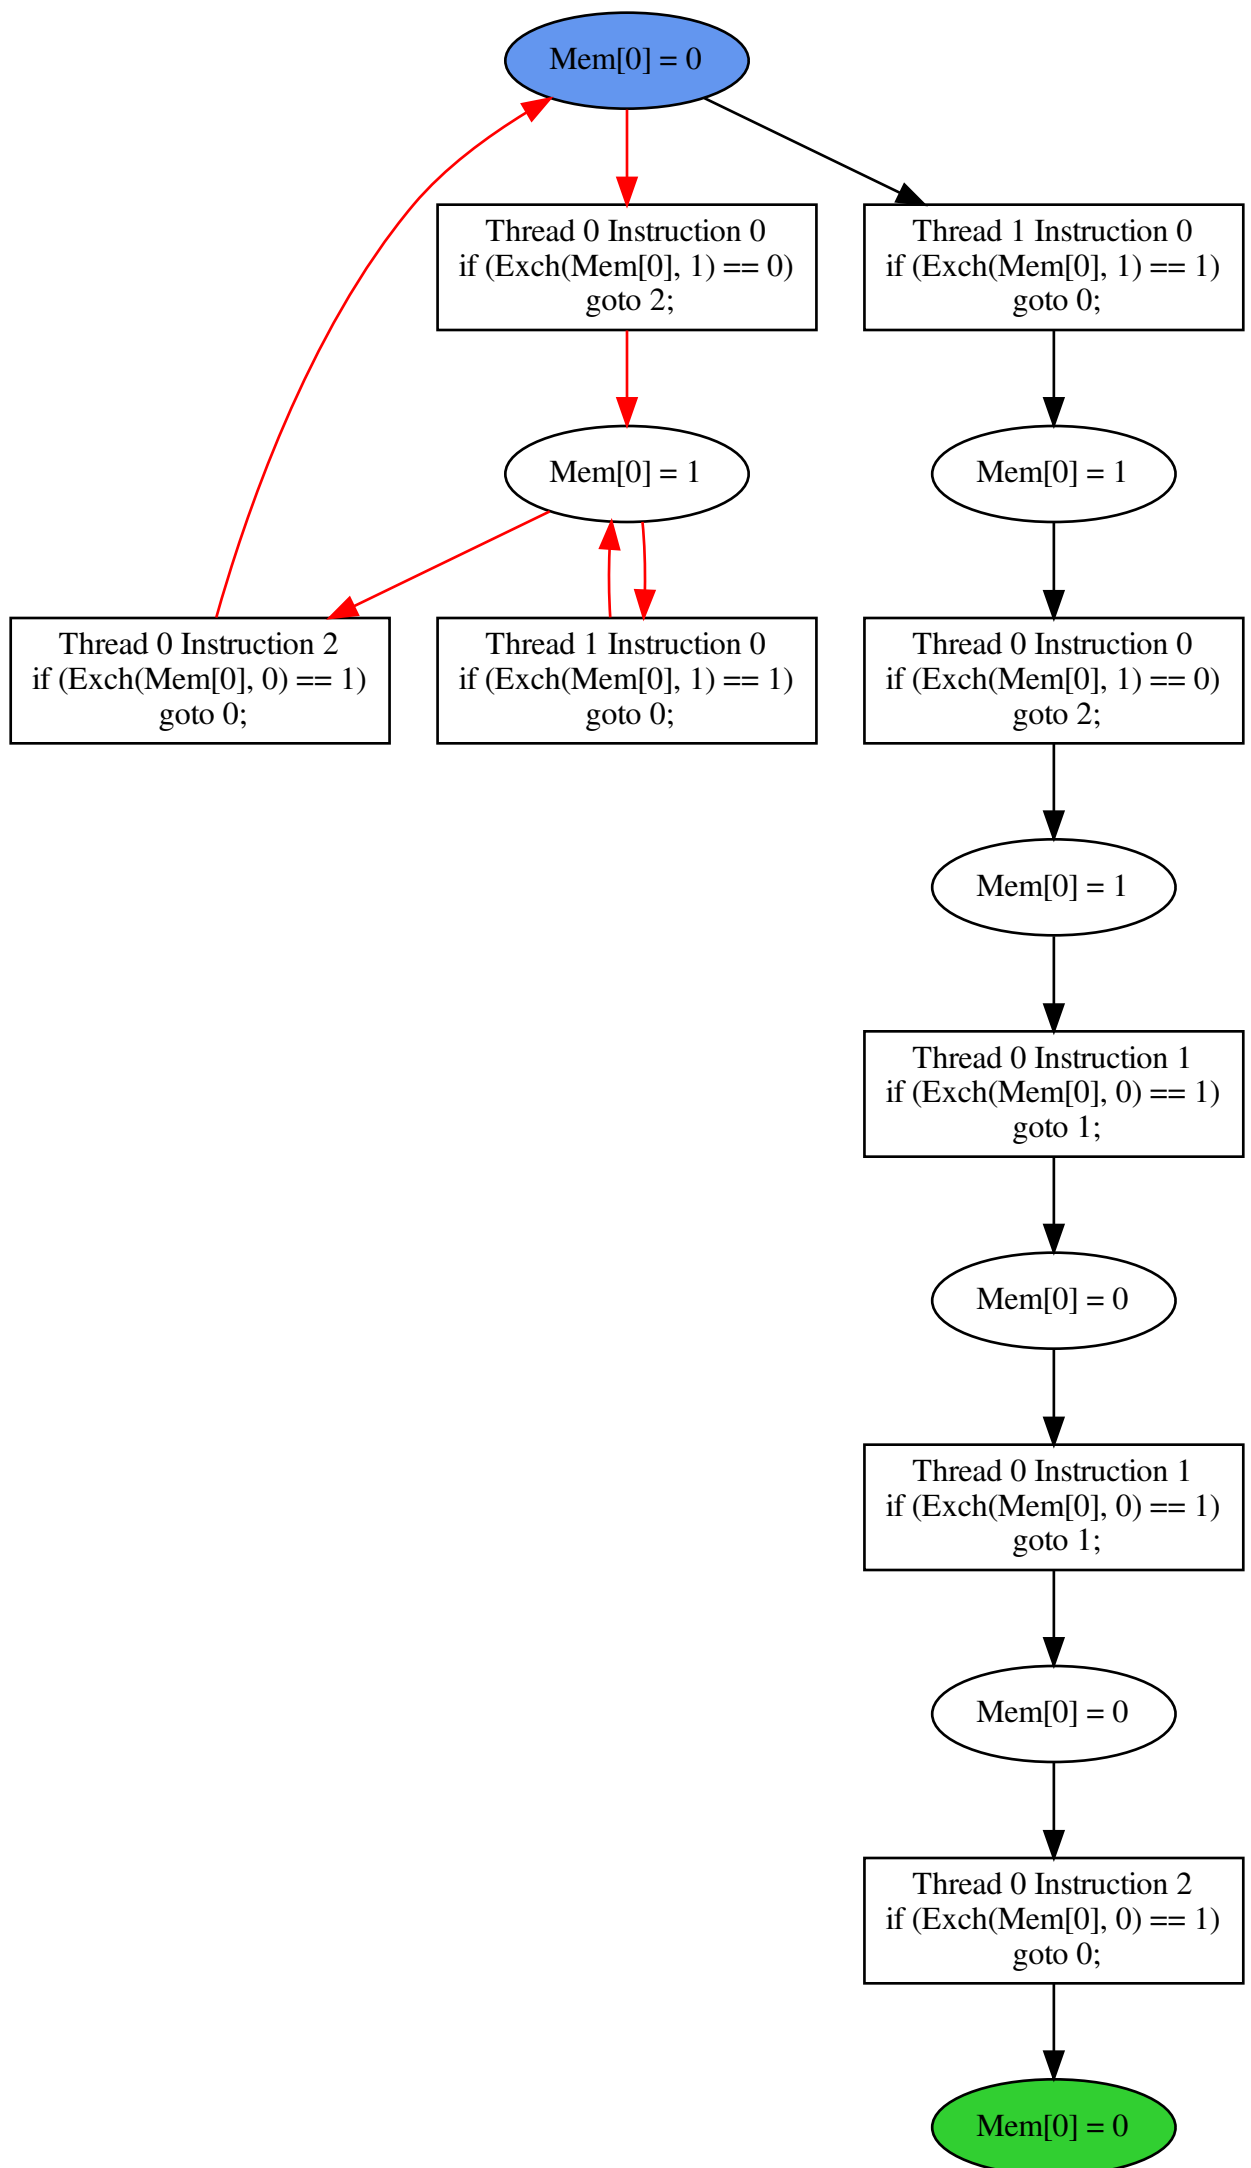 Mem[0] = 0
Thread 0 Instruction 0
if (Exch(Mem[0], 1) == 0)
goto 2;
Thread 1 Instruction 0
if (Exch(Mem[0], 1) == 1)
goto 0;
Mem[0] = 1
Mem[0] = 1
Thread 0 Instruction 2
if (Exch(Mem[0], 0) == 1)
goto 0;
Thread 1 Instruction 0
if (Exch(Mem[0], 1) == 1)
goto 0;
Thread 0 Instruction 0
if (Exch(Mem[0], 1) == 0)
goto 2;
Mem[0] = 1
Thread 0 Instruction 1
if (Exch(Mem[0], 0) == 1)
goto 1;
Mem[0] = 0
Thread 0 Instruction 1
if (Exch(Mem[0], 0) == 1)
goto 1;
Mem[0] = 0
Thread 0 Instruction 2
if (Exch(Mem[0], 0) == 1)
goto 0;
Mem[0] = 0